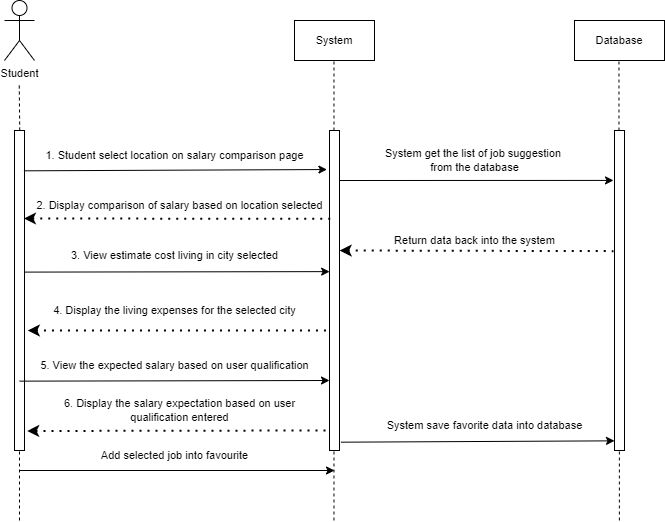 Student
System
Database
1. Student select location on salary comparison page
System get the list of job suggestion
from the database
2. Display comparison of salary based on location selected
Return data back into the system
3. View estimate cost living in city selected
4. Display the living expenses for the selected city
5. View the expected salary based on user qualification
6. Display the salary expectation based on user
qualification entered
System save favorite data into database
Add selected job into favourite